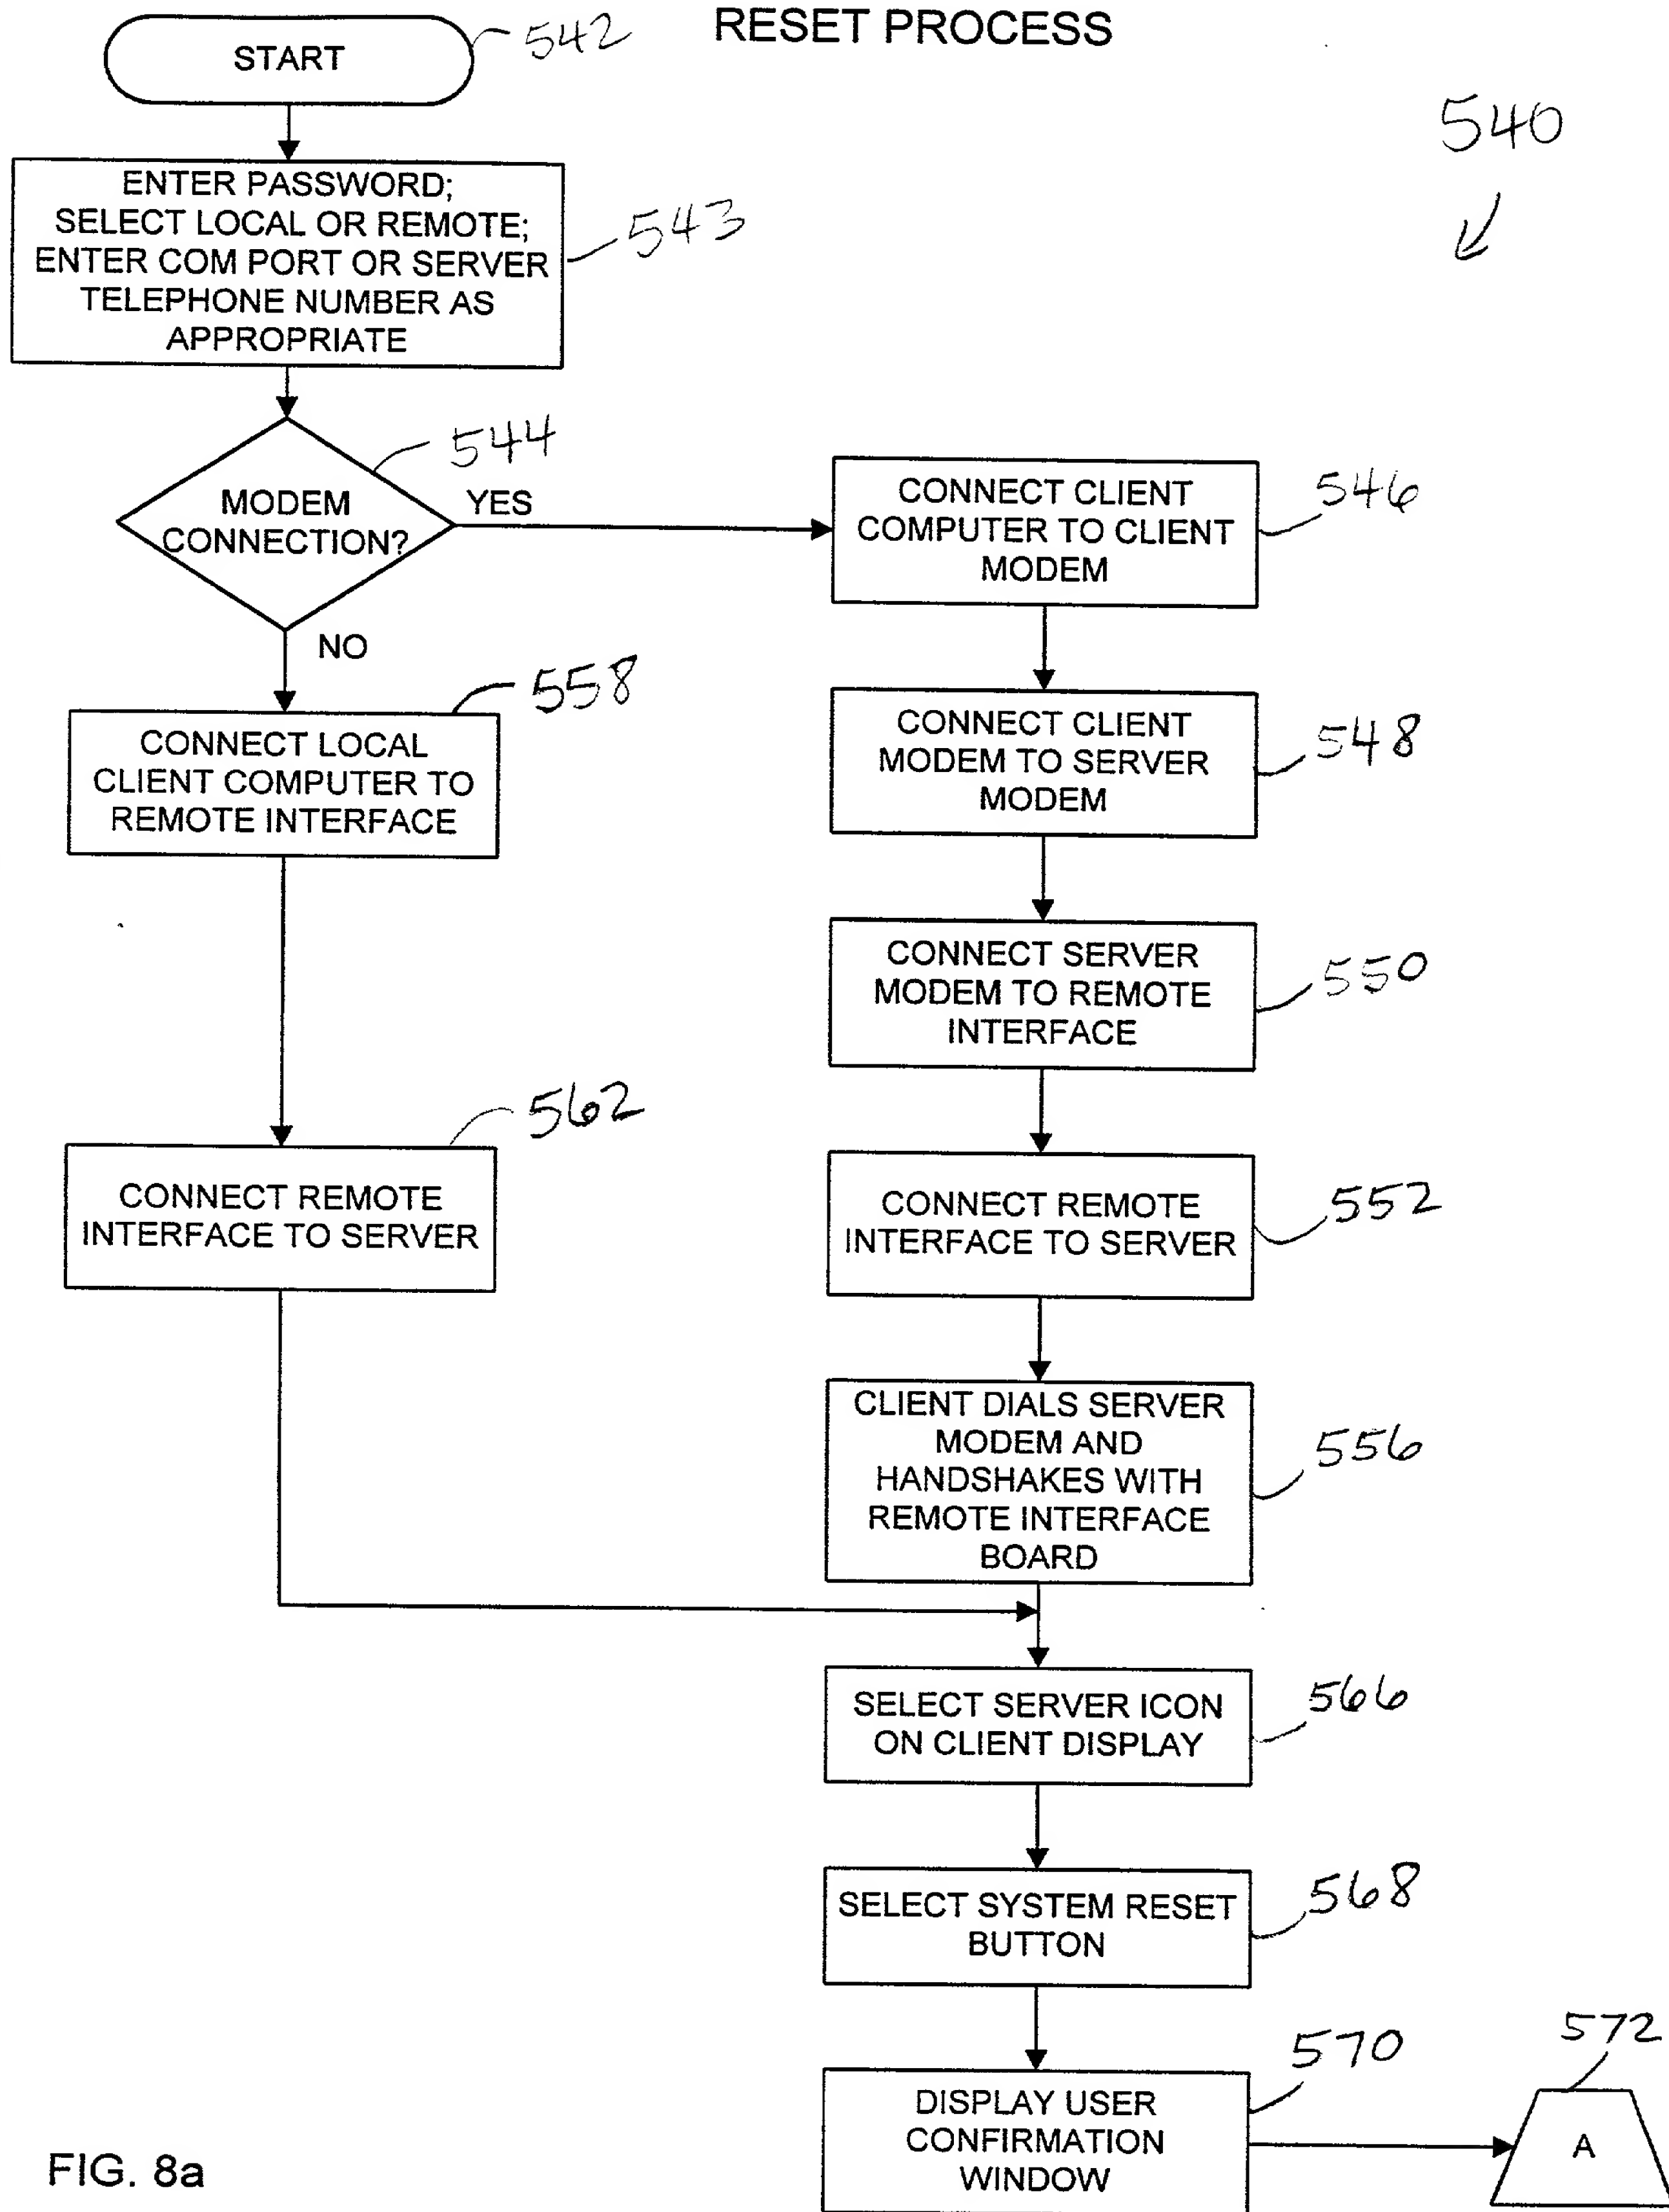 RESET PROCESS
START
542
540
ENTER PASSWORD;
SELECT LOCAL OR REMOTE;
ENTER COM PORT OR SERVER
TELEPHONE NUMBER AS
APPROPRIATE
543
544
MODEM
CONNECTION?
YES
NO
CONNECT CLIENT
COMPUTER TO CLIENT
MODEM
546
558
CONNECT LOCAL
CLIENT COMPUTER TO
REMOTE INTERFACE
CONNECT CLIENT
MODEM TO SERVER
MODEM
548
CONNECT SERVER
MODEM TO REMOTE
INTERFACE
550
562
CONNECT REMOTE
INTERFACE TO SERVER
CONNECT REMOTE
INTERFACE TO SERVER
552
CLIENT DIALS SERVER
MODEM AND
HANDSHAKES WITH
REMOTE INTERFACE
BOARD
556
SELECT SERVER ICON
ON CLIENT DISPLAY
566
SELECT SYSTEM RESET
BUTTON
568
DISPLAY USER
CONFIRMATION
WINDOW
570
572
A
FIG. 8a